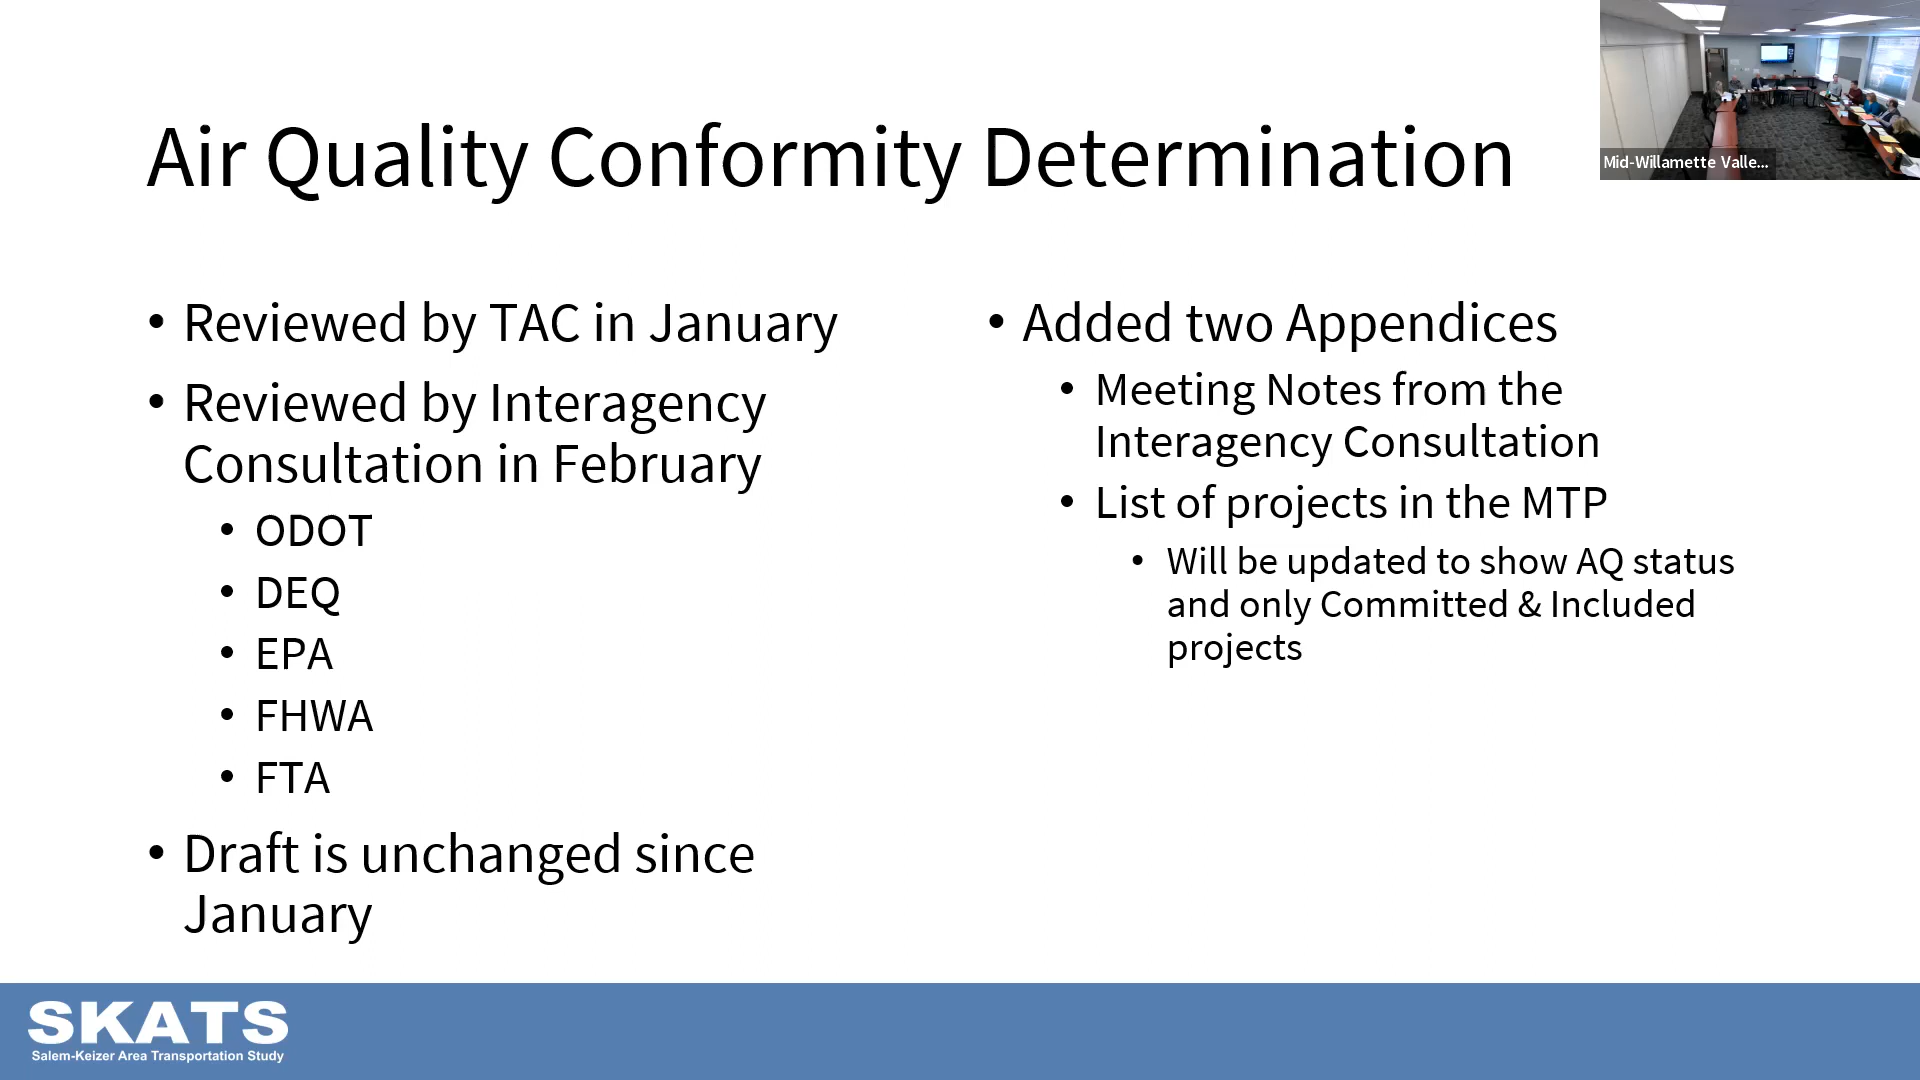 Air Quality Conformity Determination
Mid-Willamette Valle...
• Reviewed by TAC in January
• Reviewed by Interagency
Consultation in February
• ODOT
• DEQ
• EPA
• FHWA
• FTA
• Draft is unchanged since
January
• Added two Appendices
• Meeting Notes from the
Interagency Consultation
• List of projects in the MTP
• Will be updated to show AQ status
and only Committed & Included
projects
SKATS
Salem-Keizer Area Transportation Study